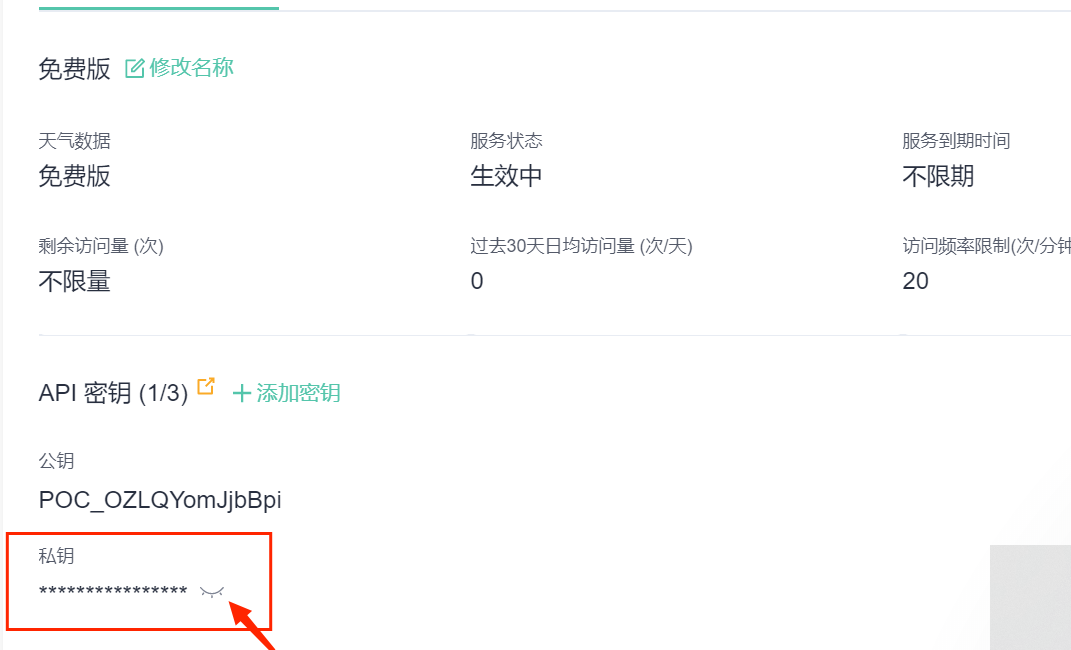 免费版 修改名称
天气数据 服务状态 服务到期时间
免费版 生效中 不限期
剩余访问量 (次) 过去30天日均访问量 (次/天) 访问频率限制(次/分钟
不限量 0 20
API 密钥 (1/3) 添加密钥
公钥
POC_OZLQYomJjbBpi
私钥
****************